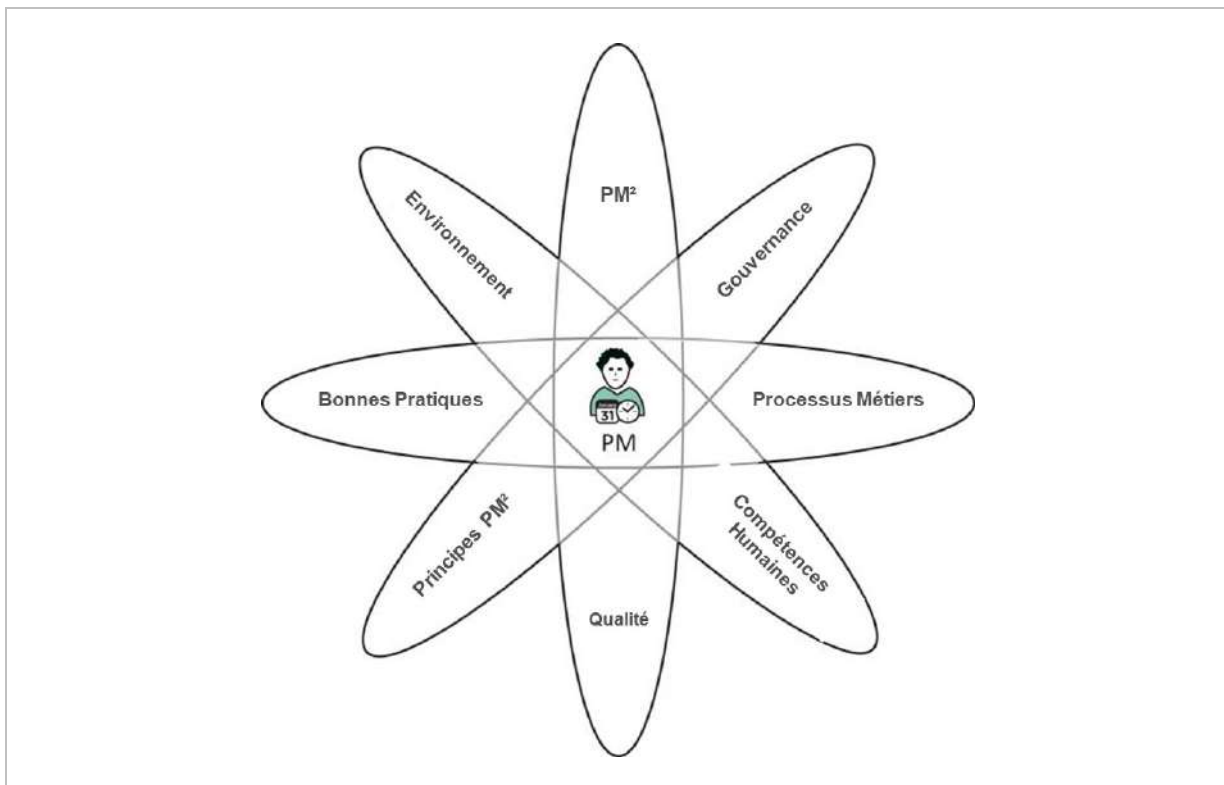 PM²
Gouvernance
Environnement
Bonnes Pratiques
Processus Métiers
31
PM
Principes PM²
Compétences
Humaines
Qualité